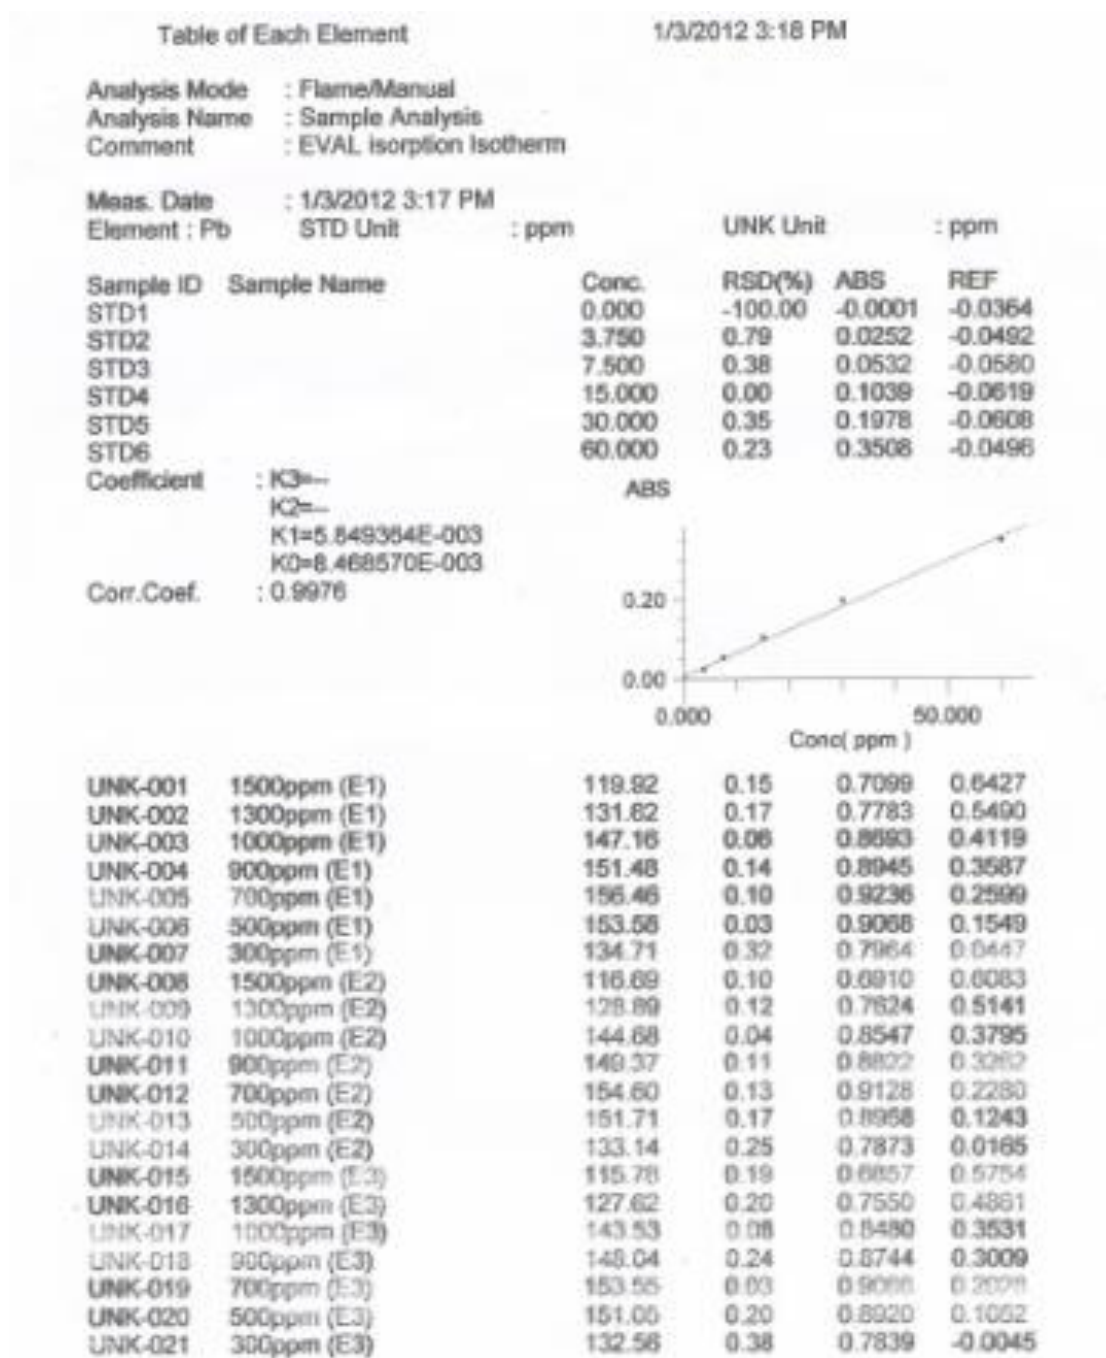 Table of Each Element 1/3/2012 3:18 PM
Analysis Mode : Flame/Manual
Analysis Name : Sample Analysis
Comment : EVAL isorption Isotherm
Meas. Date : 1/3/2012 3:17 PM
Element : Pb STD Unit : ppm UNK Unit : ppm
Sample ID Sample Name Conc. RSD(%) ABS REF
STD1 0.000 -100.00 -0.0001 -0.0364
STD2 3.750 0.79 0.0252 -0.0492
STD3 7.500 0.38 0.0532 -0.0580
STD4 15.000 0.00 0.1039 -0.0619
STD5 30.000 0.35 0.1978 -0.0608
STD6 60.000 0.23 0.3508 -0.0496
Coefficient : K3=--
K2=--
K1=5.849364E-003
K0=8.468570E-003
Corr.Coef. : 0.9976
ABS
0.20
0.00
0.000 50.000
Conc( ppm )
UNK-001 1500ppm (E1) 119.92 0.15 0.7099 0.6427
UNK-002 1300ppm (E1) 131.62 0.17 0.7783 0.5490
UNK-003 1000ppm (E1) 147.16 0.06 0.8693 0.4119
UNK-004 900ppm (E1) 151.48 0.14 0.8945 0.3587
UNK-005 700ppm (E1) 156.46 0.10 0.9236 0.2599
UNK-006 500ppm (E1) 153.58 0.03 0.9068 0.1549
UNK-007 300ppm (E1) 134.71 0.32 0.7964 0.0447
UNK-008 1500ppm (E2) 116.69 0.10 0.6910 0.6083
UNK-009 1300ppm (E2) 128.89 0.12 0.7624 0.5141
UNK-010 1000ppm (E2) 144.68 0.04 0.8547 0.3795
UNK-011 900ppm (E2) 149.37 0.11 0.8822 0.3262
UNK-012 700ppm (E2) 154.60 0.13 0.9128 0.2280
UNK-013 500ppm (E2) 151.71 0.17 0.8958 0.1243
UNK-014 300ppm (E2) 133.14 0.25 0.7873 0.0165
UNK-015 1500ppm (E3) 115.78 0.19 0.6857 0.5754
UNK-016 1300ppm (E3) 127.62 0.20 0.7550 0.4861
UNK-017 1000ppm (E3) 143.53 0.08 0.8480 0.3531
UNK-018 900ppm (E3) 148.04 0.24 0.8744 0.3009
UNK-019 700ppm (E3) 153.55 0.03 0.9066
UNK-020 500ppm (E3) 151.05 0.20 0.8920 0.1052
UNK-021 300ppm (E3) 132.56 0.38 0.7839 -0.0045